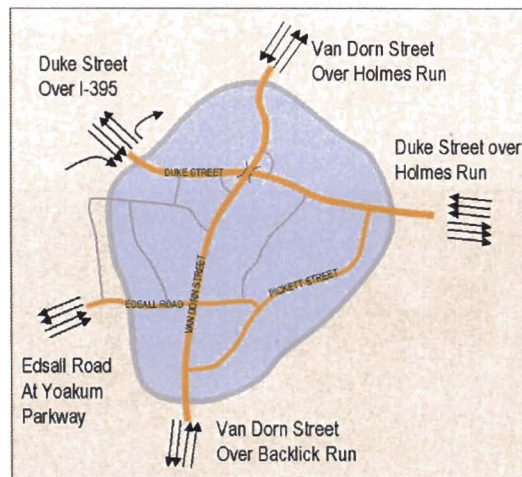 Van Dorn Street
Over Holmes Run
Duke Street
Over I-395
Duke Street over
Holmes Run
DUKE STREET
VAN DORN STREET
PICKETT STREET
EDSALL ROAD
Edsall Road
At Yoakum
Parkway
Van Dorn Street
Over Backlick Run